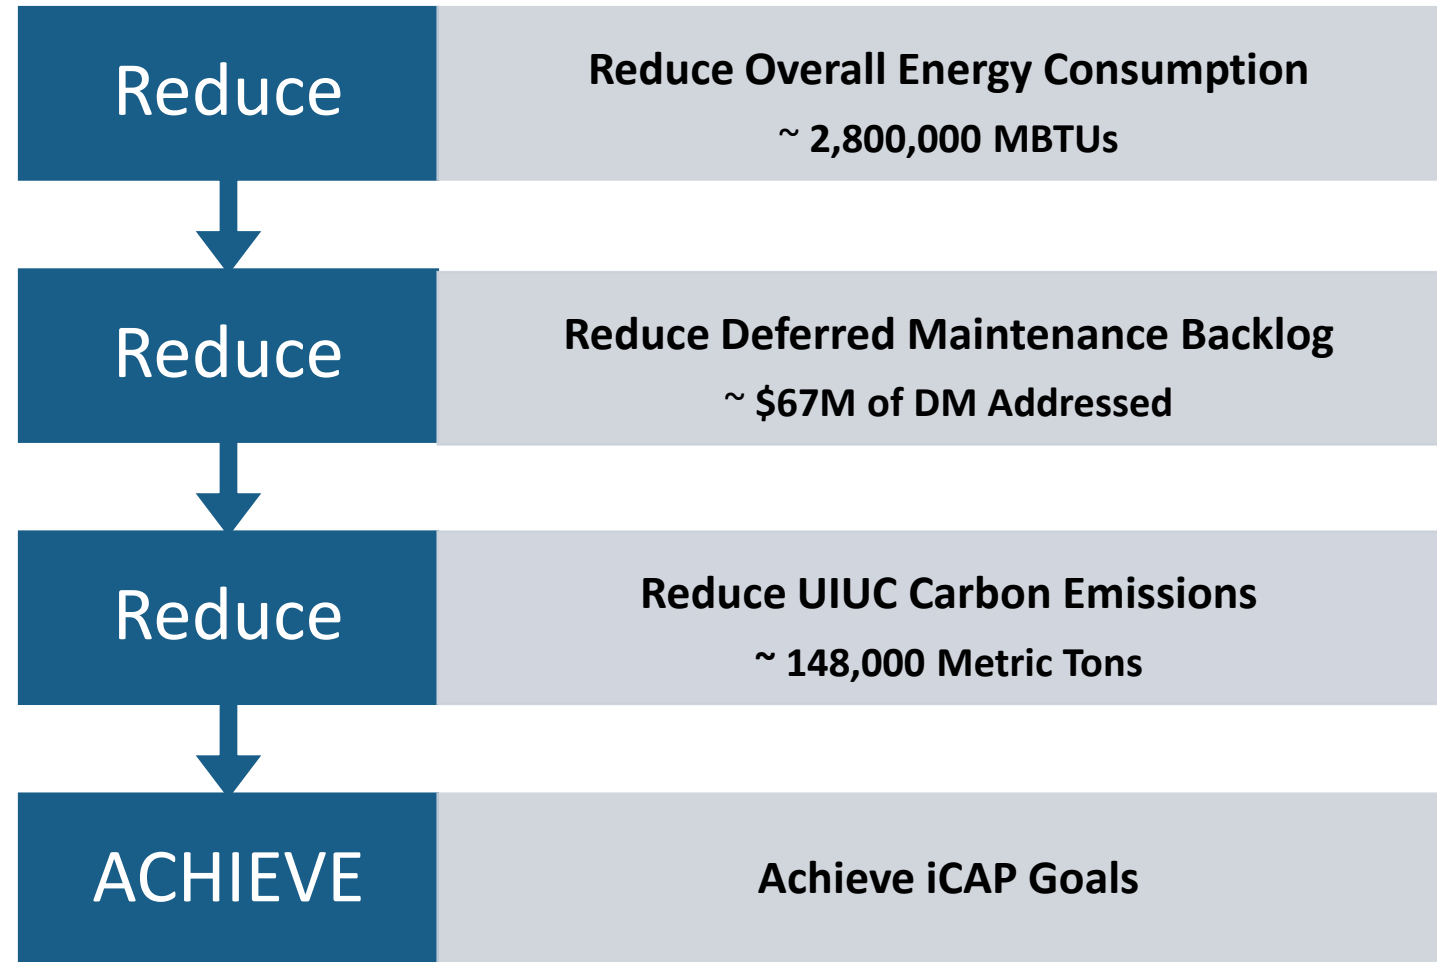 Reduce
Reduce Overall Energy Consumption
~ 2,800,000 MBTUs
Reduce
Reduce Deferred Maintenance Backlog
~ $67M of DM Addressed
Reduce
Reduce UIUC Carbon Emissions
~ 148,000 Metric Tons
ACHIEVE
Achieve iCAP Goals